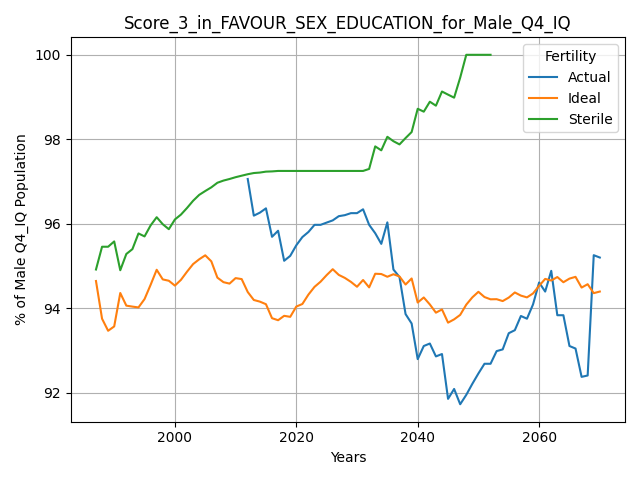 Score_3_in_FAVOUR_SEX_EDUCATION_for_Male_Q4_IQ
% of Male Q4_IQ Population
100
98
96
94
92
Fertility
Actual
Ideal
Sterile
2000
2020
2040
2060
Years